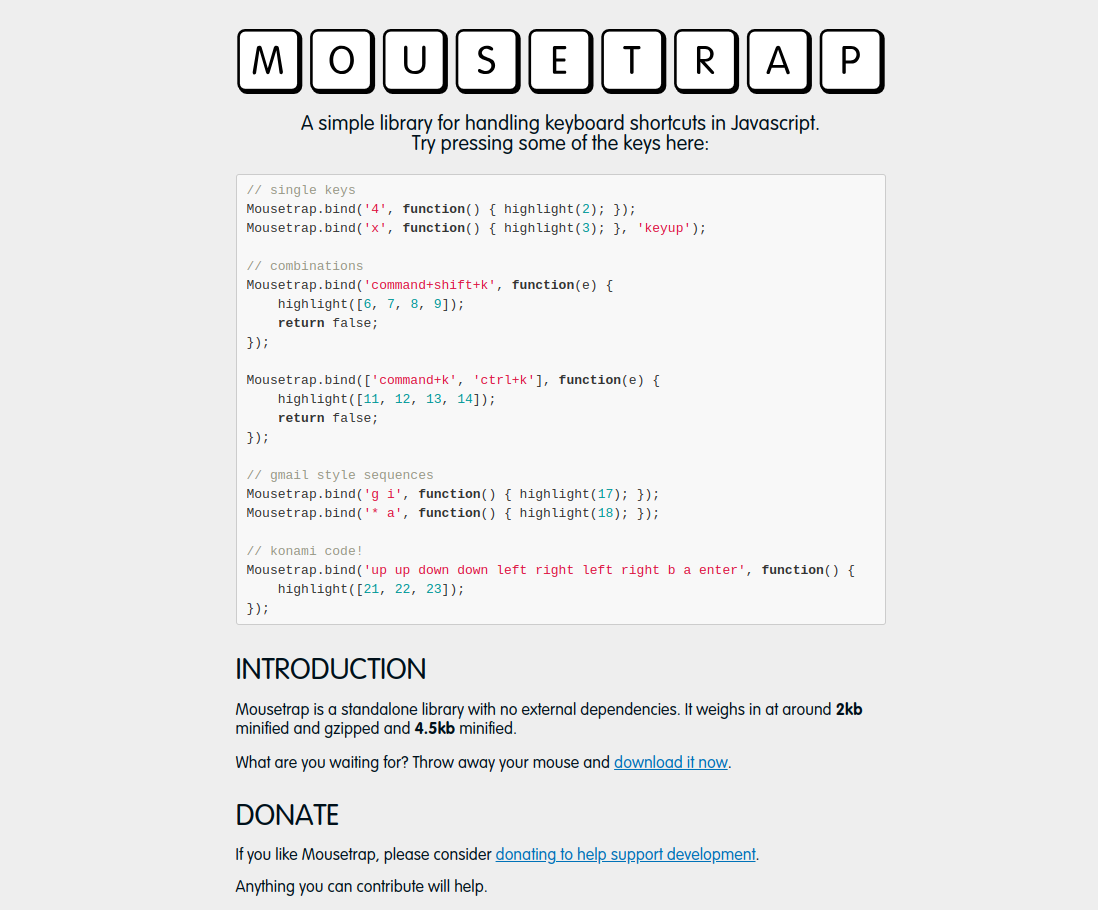 MOUSETRAP
A simple library for handling keyboard shortcuts in Javascript.
Try pressing some of the keys here:
// single keys
Mousetrap.bind('4', function() { highlight(2); });
Mousetrap.bind('x', function() { highlight(3); }, 'keyup');
// combinations
Mousetrap.bind('command+shift+k', function(e) {
    highlight([6, 7, 8, 9]);
    return false;
});
Mousetrap.bind(['command+k', 'ctrl+k'], function(e) {
    highlight([11, 12, 13, 14]);
    return false;
});
// gmail style sequences
Mousetrap.bind('g i', function() { highlight(17); });
Mousetrap.bind('* a', function() { highlight(18); });
// konami code!
Mousetrap.bind('up up down down left right left right b a enter', function() {
    highlight([21, 22, 23]);
});
INTRODUCTION
Mousetrap is a standalone library with no external dependencies. It weighs in at around 2kb
minified and gzipped and 4.5kb minified.
What are you waiting for? Throw away your mouse and download it now.
DONATE
If you like Mousetrap, please consider donating to help support development.
Anything you can contribute will help.